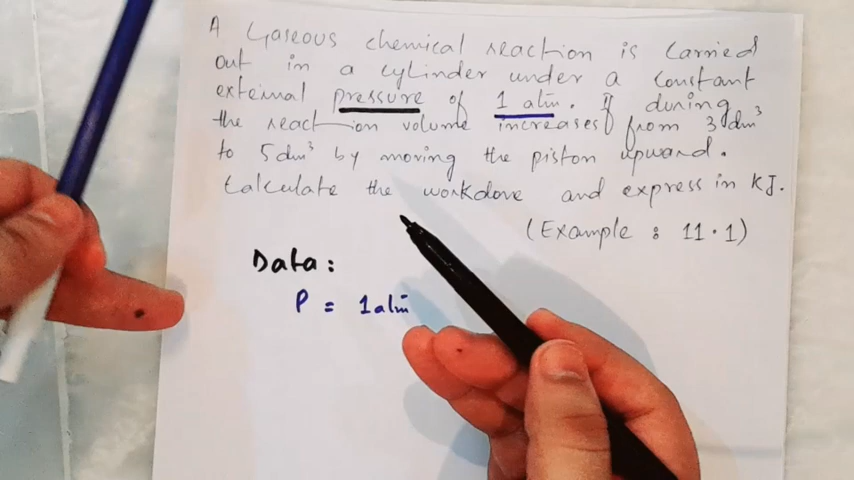 A Gaseous chemical reaction is Carried
out in a cylinder under a constant
external pressure of 1 atm. If during
the reaction volume increases from 3dm³
to 5dm³ by moving the piston upward.
Calculate the workdone and express in KJ.
(Example : 11.1)
Data:
P = 1atm